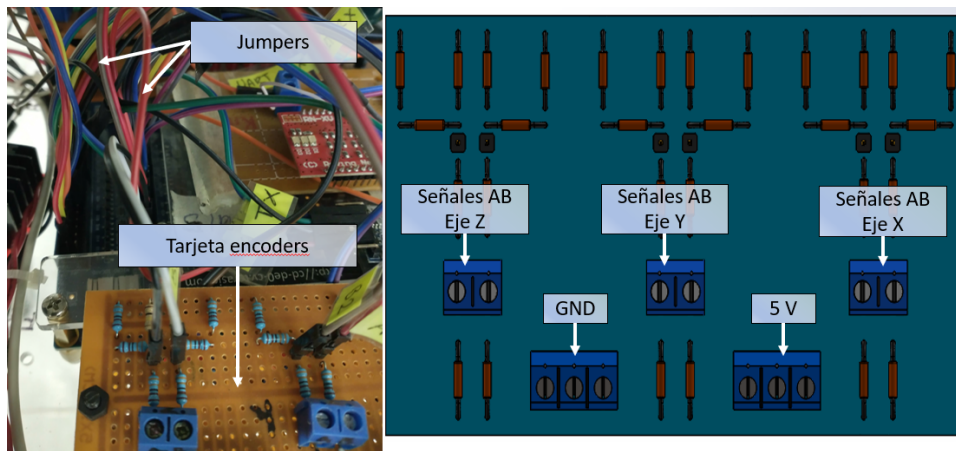 Jumpers
Tarjeta encoders
Señales AB
Eje Z
Señales AB
Eje Y
Señales AB
Eje X
GND
5 V